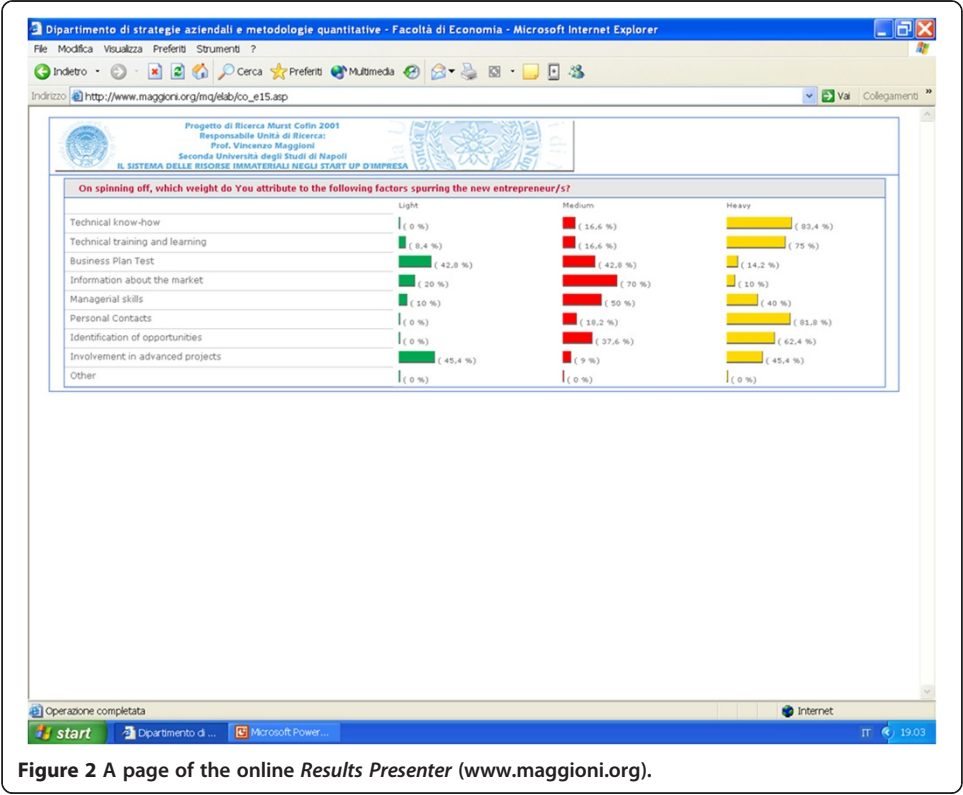 Dipartimento di strategie aziendali e metodologie quantitative - Facoltà di Economia - Microsoft Internet Explorer
File Modifica Visualizza Preferiti Strumenti ?
Indietro Cerca Preferiti Multimedia
Indirizzo http://www.maggioni.org/mq/elab/co_e15.asp Vai Collegamenti »
Progetto di Ricerca Murst Cofin 2001
Responsabile Unità di Ricerca:
Prof. Vincenzo Maggioni
Seconda Università degli Studi di Napoli
IL SISTEMA DELLE RISORSE IMMATERIALI NEGLI START UP D'IMPRESA
On spinning off, which weight do You attribute to the following factors spurring the new entrepreneur/s?
Light Medium Heavy
Technical know-how ( 0 %) ( 16,6 %) ( 83,4 %)
Technical training and learning ( 8,4 %) ( 16,6 %) ( 75 %)
Business Plan Test ( 42,8 %) ( 42,8 %) ( 14,2 %)
Information about the market ( 20 %) ( 70 %) ( 10 %)
Managerial skills ( 10 %) ( 50 %) ( 40 %)
Personal Contacts ( 0 %) ( 18,2 %) ( 81,8 %)
Identification of opportunities ( 0 %) ( 37,6 %) ( 62,4 %)
Involvement in advanced projects ( 45,4 %) ( 9 %) ( 45,4 %)
Other ( 0 %) ( 0 %) ( 0 %)
Operazione completata Internet
start Dipartimento di ... Microsoft Power... IT 19.03
Figure 2 A page of the online Results Presenter (www.maggioni.org).